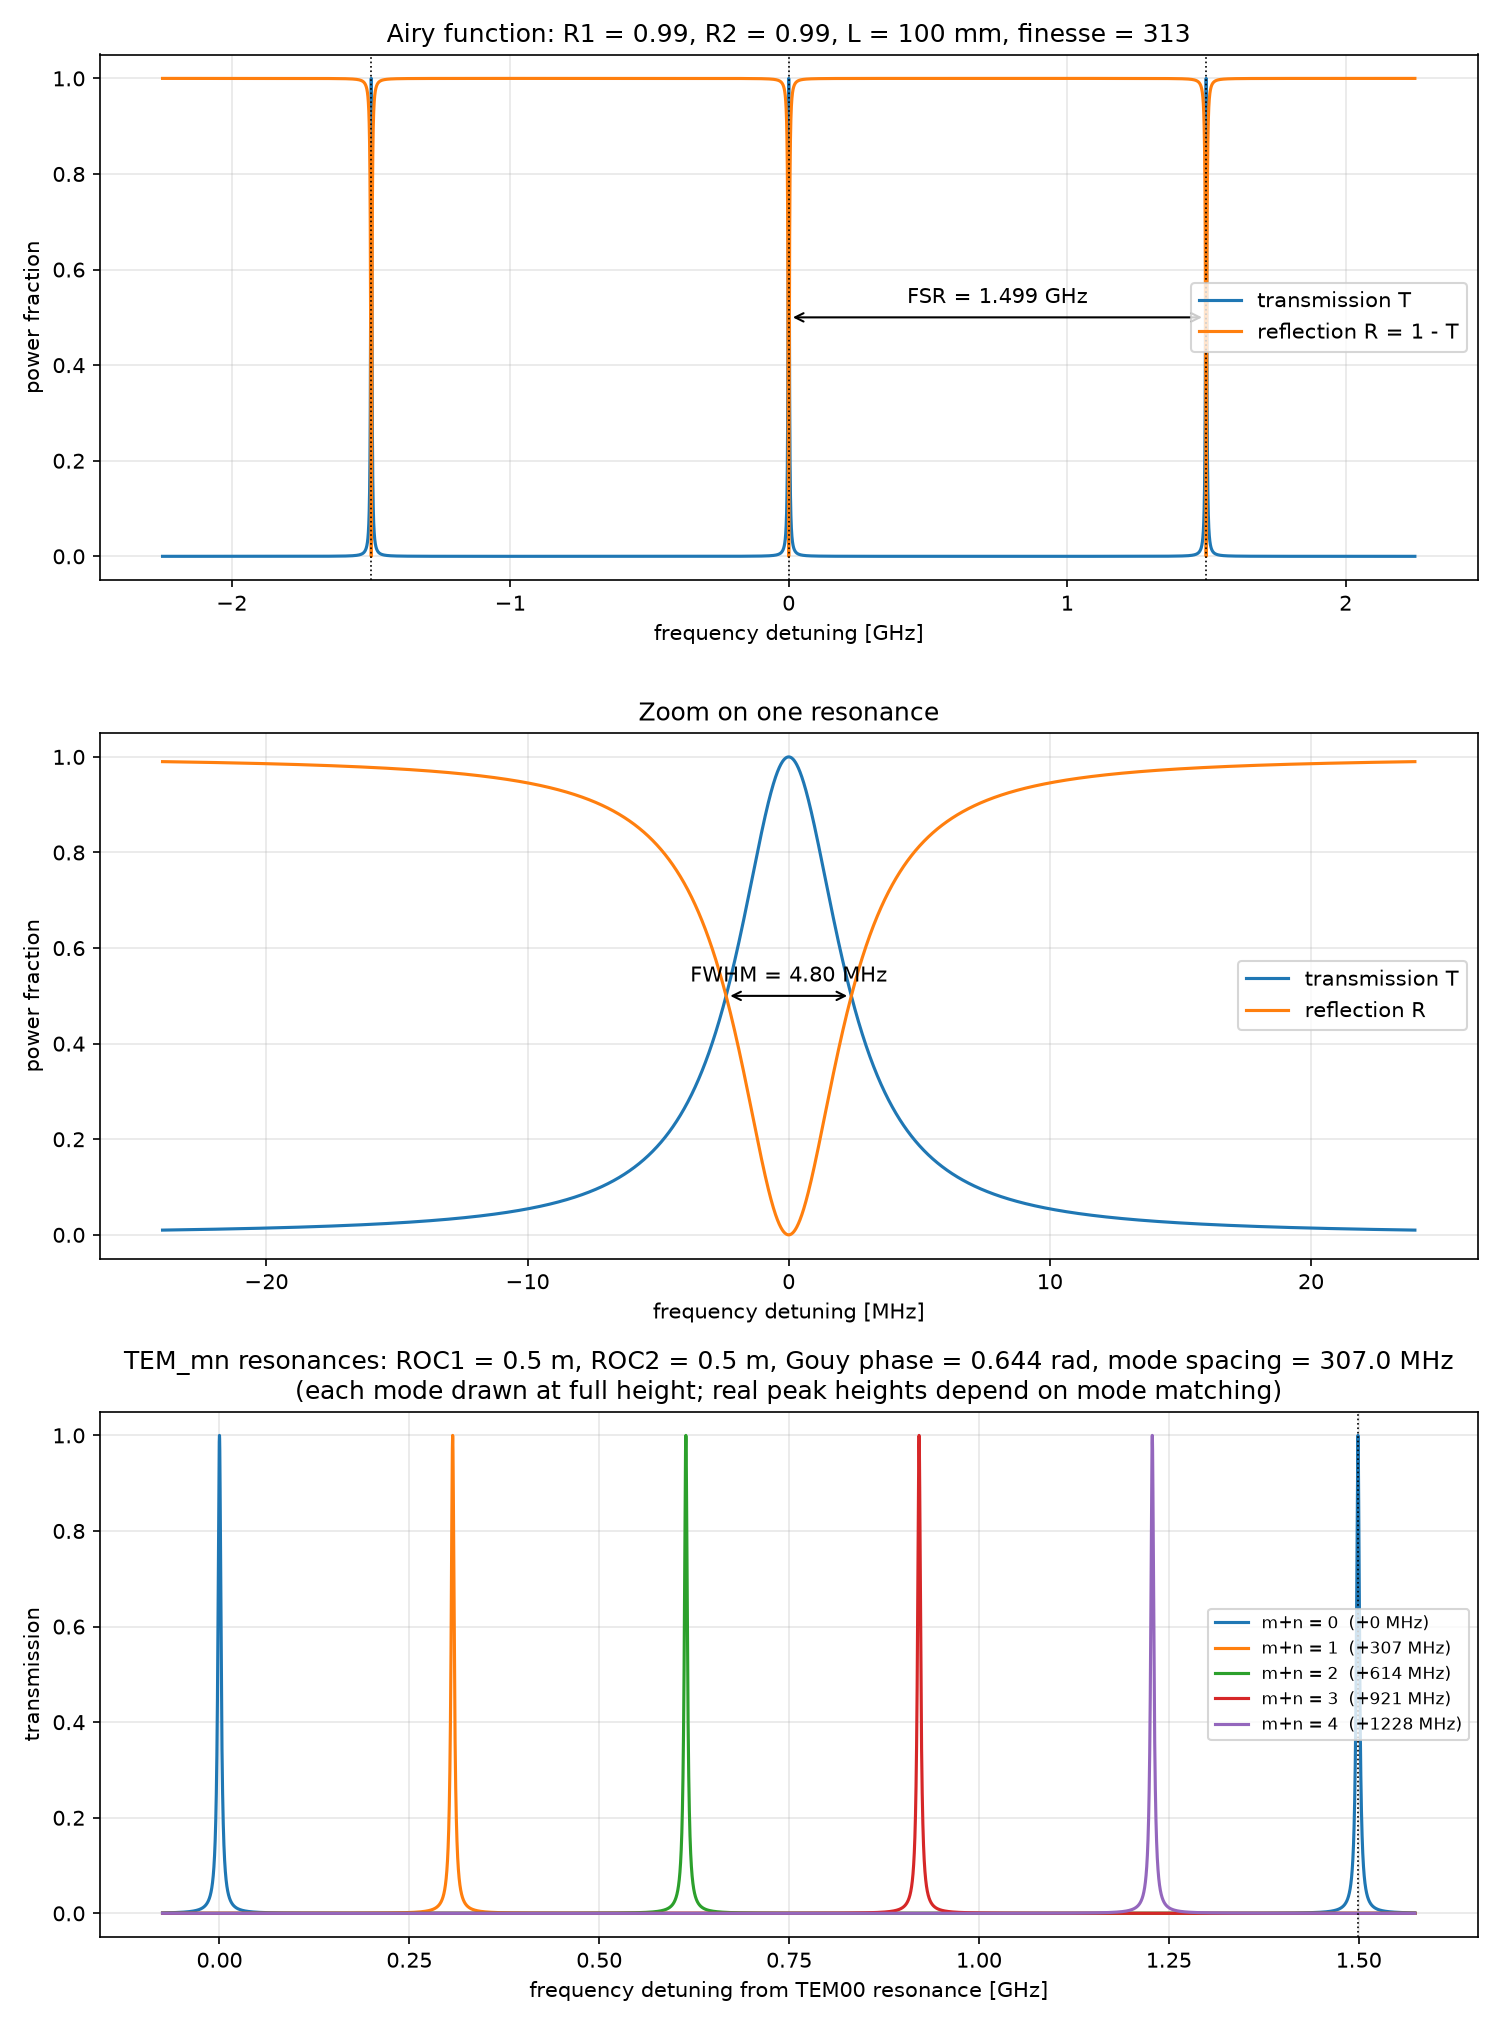 Airy function: R1 = 0.99, R2 = 0.99, L = 100 mm, finesse = 313
1.0
0.8
0.6
0.4
0.2
0.0
power fraction
FSR = 1.499 GHz
transmission T
reflection R = 1 - T
−2
−1
0
1
2
frequency detuning [GHz]
Zoom on one resonance
1.0
0.8
0.6
0.4
0.2
0.0
power fraction
FWHM = 4.80 MHz
transmission T
reflection R
−20
−10
0
10
20
frequency detuning [MHz]
TEM_mn resonances: ROC1 = 0.5 m, ROC2 = 0.5 m, Gouy phase = 0.644 rad, mode spacing = 307.0 MHz
(each mode drawn at full height; real peak heights depend on mode matching)
1.0
0.8
0.6
0.4
0.2
0.0
transmission
m+n = 0 (+0 MHz)
m+n = 1 (+307 MHz)
m+n = 2 (+614 MHz)
m+n = 3 (+921 MHz)
m+n = 4 (+1228 MHz)
0.00
0.25
0.50
0.75
1.00
1.25
1.50
frequency detuning from TEM00 resonance [GHz]